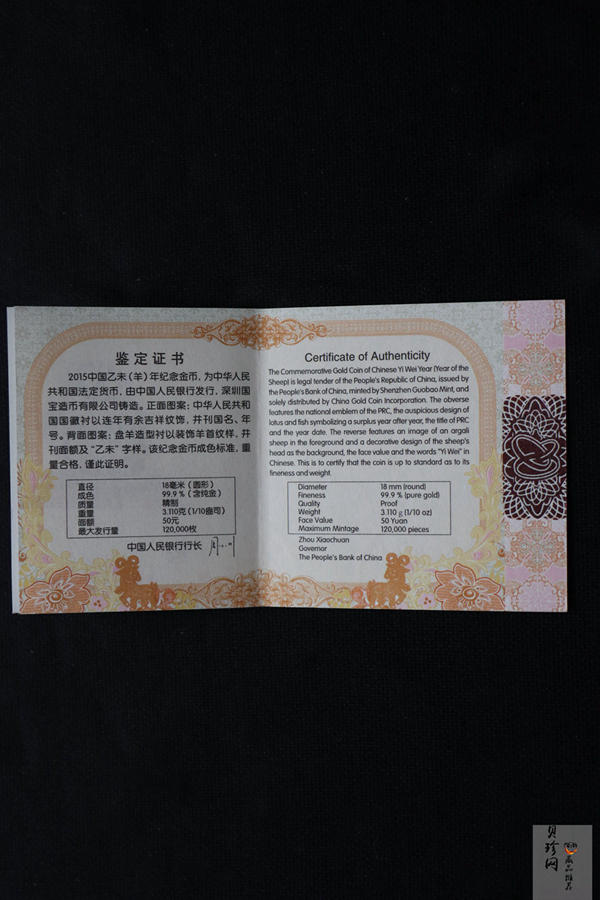 鉴定证书
2015中国乙未（羊）年纪念金币，为中华人民
共和国法定货币，由中国人民银行发行，深圳国
宝造币有限公司铸造。正面图案：中华人民共和
国国徽衬以连年有余吉祥纹饰，并刊国名、年
号。背面图案：盘羊造型衬以装饰羊首纹样，并
刊面额及“乙未”字样。该纪念金币成色标准，重
量合格，谨此证明。
直径 18毫米（圆形）
成色 99.9％（含纯金）
质量 精制
重量 3.110克（1/10盎司）
面额 50元
最大发行量 120,000枚
中国人民银行行长
Certificate of Authenticity
The Commemorative Gold Coin of Chinese Yi Wei Year (Year of the
Sheep) is legal tender of the People's Republic of China, issued by
the People's Bank of China, minted by Shenzhen Guobao Mint, and
solely distributed by China Gold Coin Incorporation. The obverse
features the national emblem of the PRC, the auspicious design of
lotus and fish symbolizing a surplus year after year, the title of PRC
and the year date. The reverse features an image of an argali
sheep in the foreground and a decorative design of the sheep's
head as the background, the face value and the words "Yi Wei" in
Chinese. This is to certify that the coin is up to standard as to its
fineness and weight.
Diameter 18 mm (round)
Fineness 99.9 % (pure gold)
Quality Proof
Weight 3.110 g (1/10 oz)
Face Value 50 Yuan
Maximum Mintage 120,000 pieces
Zhou Xiaochuan
Governor
The People's Bank of China
贝珍网
藏品推荐